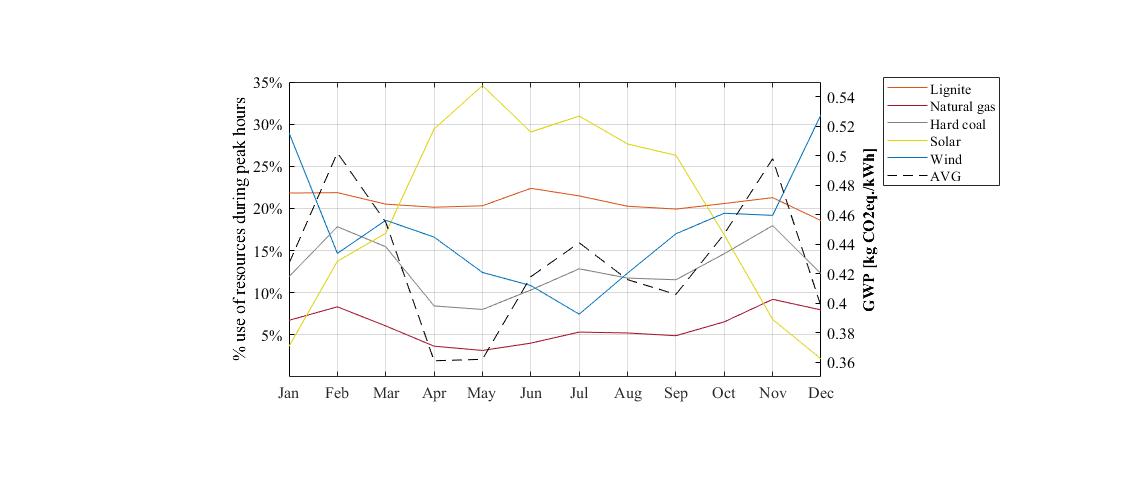 % use of resources during peak hours
35%
30%
25%
20%
15%
10%
5%
Jan Feb Mar Apr May Jun Jul Aug Sep Oct Nov Dec
0.54
0.52
0.5
0.48
0.46
0.44
0.42
0.4
0.38
0.36
GWP [kg CO2eq./kWh]
Lignite
Natural gas
Hard coal
Solar
Wind
AVG